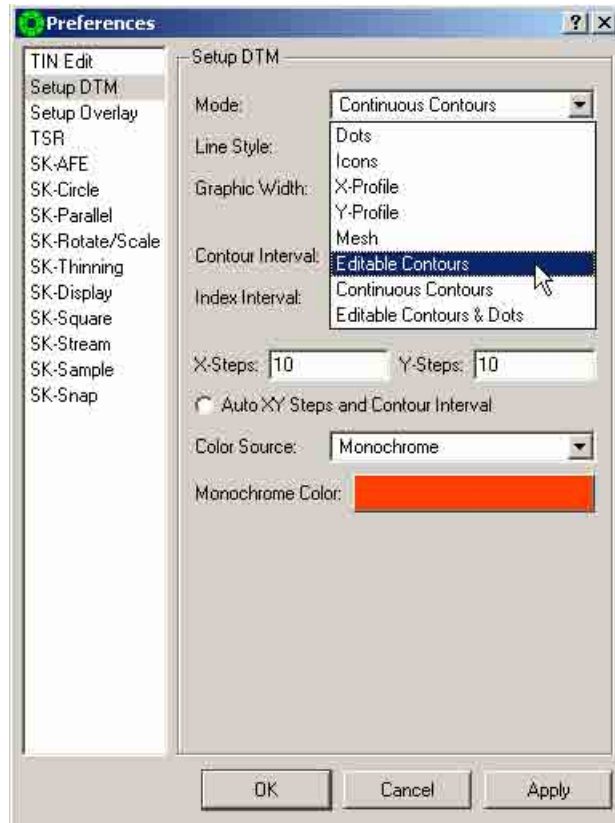 Preferences
TIN Edit
Setup DTM
Setup Overlay
TSR
SK-AFE
SK-Circle
SK-Parallel
SK-Rotate/Scale
SK-Thinning
SK-Display
SK-Square
SK-Stream
SK-Sample
SK-Snap
Setup DTM
Mode: Continuous Contours
Dots
Icons
X-Profile
Y-Profile
Mesh
Editable Contours
Continuous Contours
Editable Contours & Dots
Line Style:
Graphic Width:
Contour Interval:
Index Interval:
X-Steps: 10 Y-Steps: 10
Auto XY Steps and Contour Interval
Color Source: Monochrome
Monochrome Color:
OK Cancel Apply